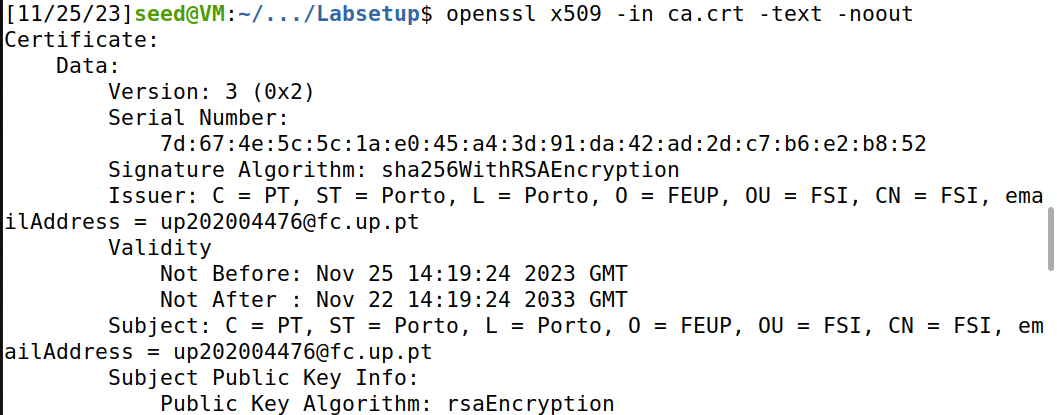 [11/25/23]seed@VM:~/.../Labsetup$ openssl x509 -in ca.crt -text -noout
Certificate:
    Data:
        Version: 3 (0x2)
        Serial Number:
            7d:67:4e:5c:5c:1a:e0:45:a4:3d:91:da:42:ad:2d:c7:b6:e2:b8:52
        Signature Algorithm: sha256WithRSAEncryption
        Issuer: C = PT, ST = Porto, L = Porto, O = FEUP, OU = FSI, CN = FSI, ema
ilAddress = up202004476@fc.up.pt
        Validity
            Not Before: Nov 25 14:19:24 2023 GMT
            Not After : Nov 22 14:19:24 2033 GMT
        Subject: C = PT, ST = Porto, L = Porto, O = FEUP, OU = FSI, CN = FSI, em
ailAddress = up202004476@fc.up.pt
        Subject Public Key Info:
            Public Key Algorithm: rsaEncryption